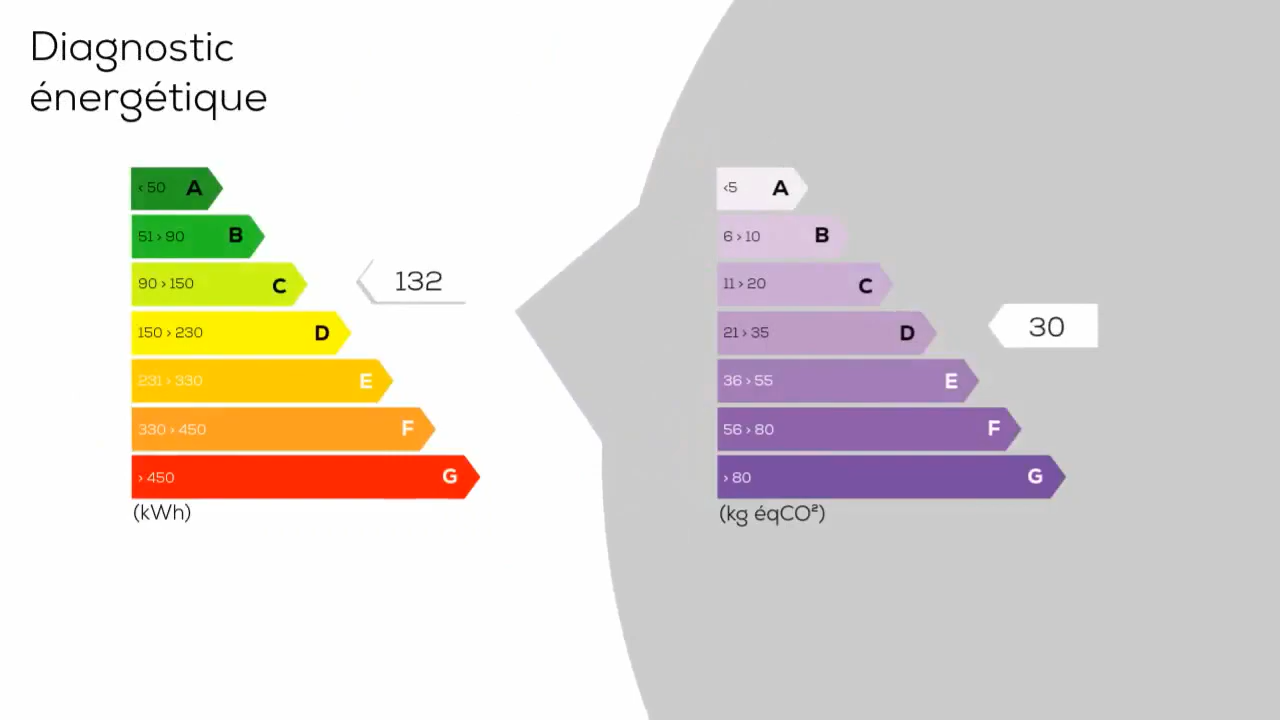 Diagnostic
énergétique
< 50 A
51 > 90 B
90 > 150 C
132
150 > 230 D
231 > 330 E
330 > 450 F
> 450 G
(kWh)
<5 A
6 > 10 B
11 > 20 C
21 > 35 D
30
36 > 55 E
56 > 80 F
> 80 G
(kg éqCO²)